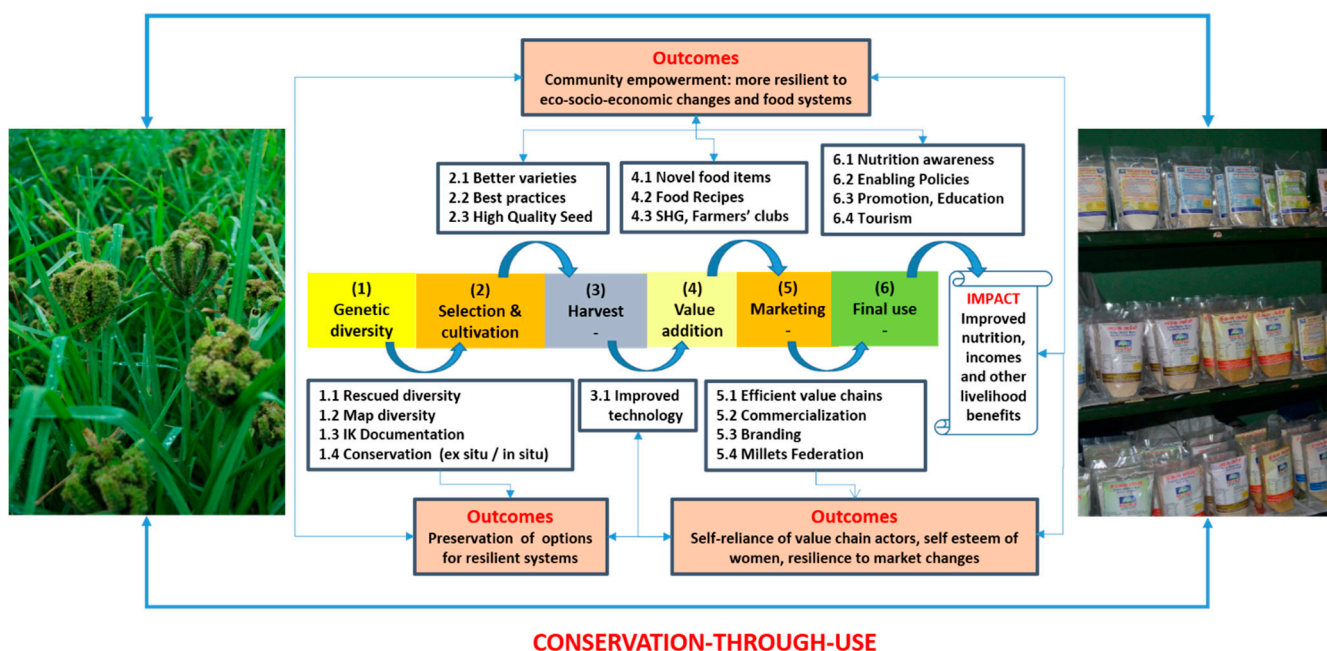 Outcomes
Community empowerment: more resilient to
eco-socio-economic changes and food systems
2.1 Better varieties
2.2 Best practices
2.3 High Quality Seed
4.1 Novel food items
4.2 Food Recipes
4.3 SHG, Farmers' clubs
6.1 Nutrition awareness
6.2 Enabling Policies
6.3 Promotion, Education
6.4 Tourism
(1)
Genetic
diversity
(2)
Selection &
cultivation
(3)
Harvest
-
(4)
Value
addition
(5)
Marketing
-
(6)
Final use
-
IMPACT
Improved
nutrition,
incomes
and other
livelihood
benefits
1.1 Rescued diversity
1.2 Map diversity
1.3 IK Documentation
1.4 Conservation (ex situ / in situ)
3.1 Improved
technology
5.1 Efficient value chains
5.2 Commercialization
5.3 Branding
5.4 Millets Federation
Outcomes
Preservation of options
for resilient systems
Outcomes
Self-reliance of value chain actors, self esteem of
women, resilience to market changes
CONSERVATION-THROUGH-USE